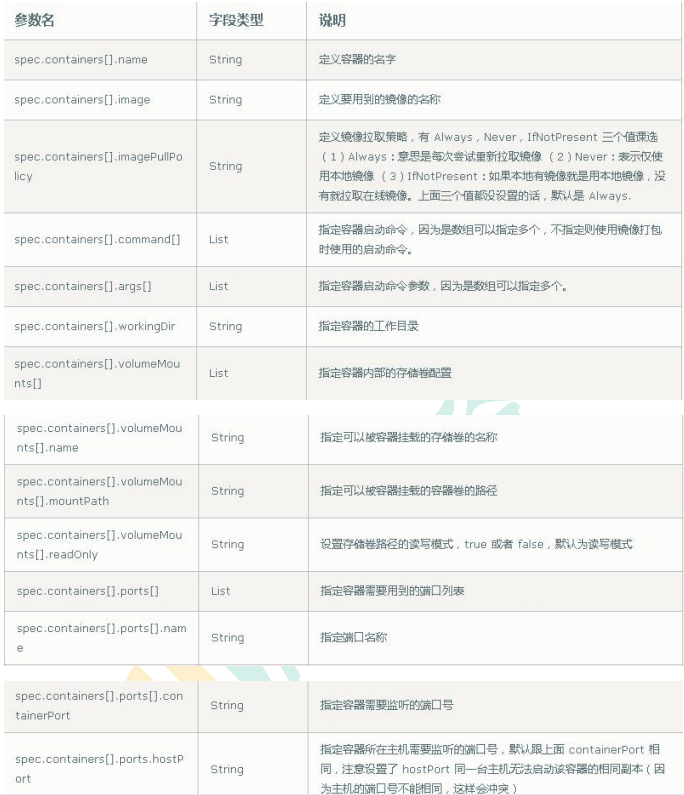 参数名 字段类型 说明
spec.containers[].name String 定义容器的名字
spec.containers[].image String 定义要用到的镜像的名称
spec.containers[].imagePullPo
licy
String
定义镜像拉取策略，有 Always，Never，IfNotPresent 三个值课选
（1）Always：意思是每次尝试重新拉取镜像 （2）Never：表示仅使
用本地镜像 （3）IfNotPresent：如果本地有镜像就是用本地镜像，没
有就拉取在线镜像。上面三个值都没设置的话，默认是 Always.
spec.containers[].command[] List
指定容器启动命令，因为是数组可以指定多个，不指定则使用镜像打包
时使用的启动命令。
spec.containers[].args[] List 指定容器启动命令参数，因为是数组可以指定多个。
spec.containers[].workingDir String 指定容器的工作目录
spec.containers[].volumeMou
nts[]
List
指定容器内部的存储卷配置
spec.containers[].volumeMou
nts[].name
String
指定可以被容器挂载的存储卷的名称
spec.containers[].volumeMou
nts[].mountPath
String
指定可以被容器挂载的容器卷的路径
spec.containers[].volumeMou
nts[].readOnly
String
设置存储卷路径的读写模式，true 或者 false，默认为读写模式
spec.containers[].ports[] List 指定容器需要用到的端口列表
spec.containers[].ports[].nam
e
String
指定端口名称
spec.containers[].ports[].con
tainerPort
String
指定容器需要监听的端口号
spec.containers[].ports.hostP
ort
String
指定容器所在主机需要监听的端口号，默认跟上面 containerPort 相
同，注意设置了 hostPort 同一台主机无法启动该容器的相同副本（因
为主机的端口号不能相同，这样会冲突）